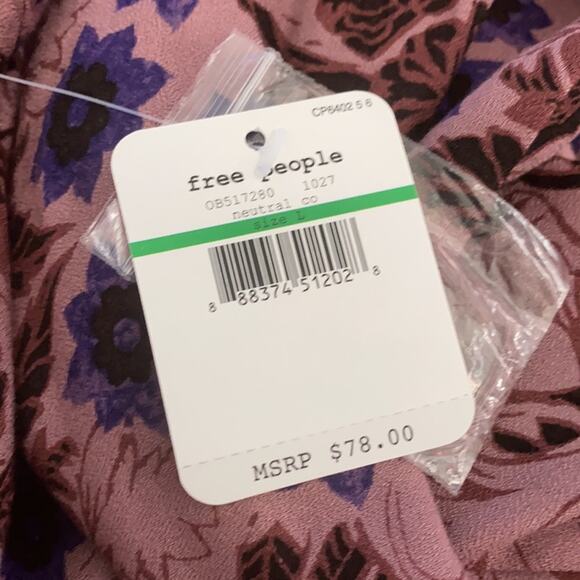 CP6402 5 6
free people
OB517280 1027
neutral co
size L
8 88374 51202 8
MSRP $78.00